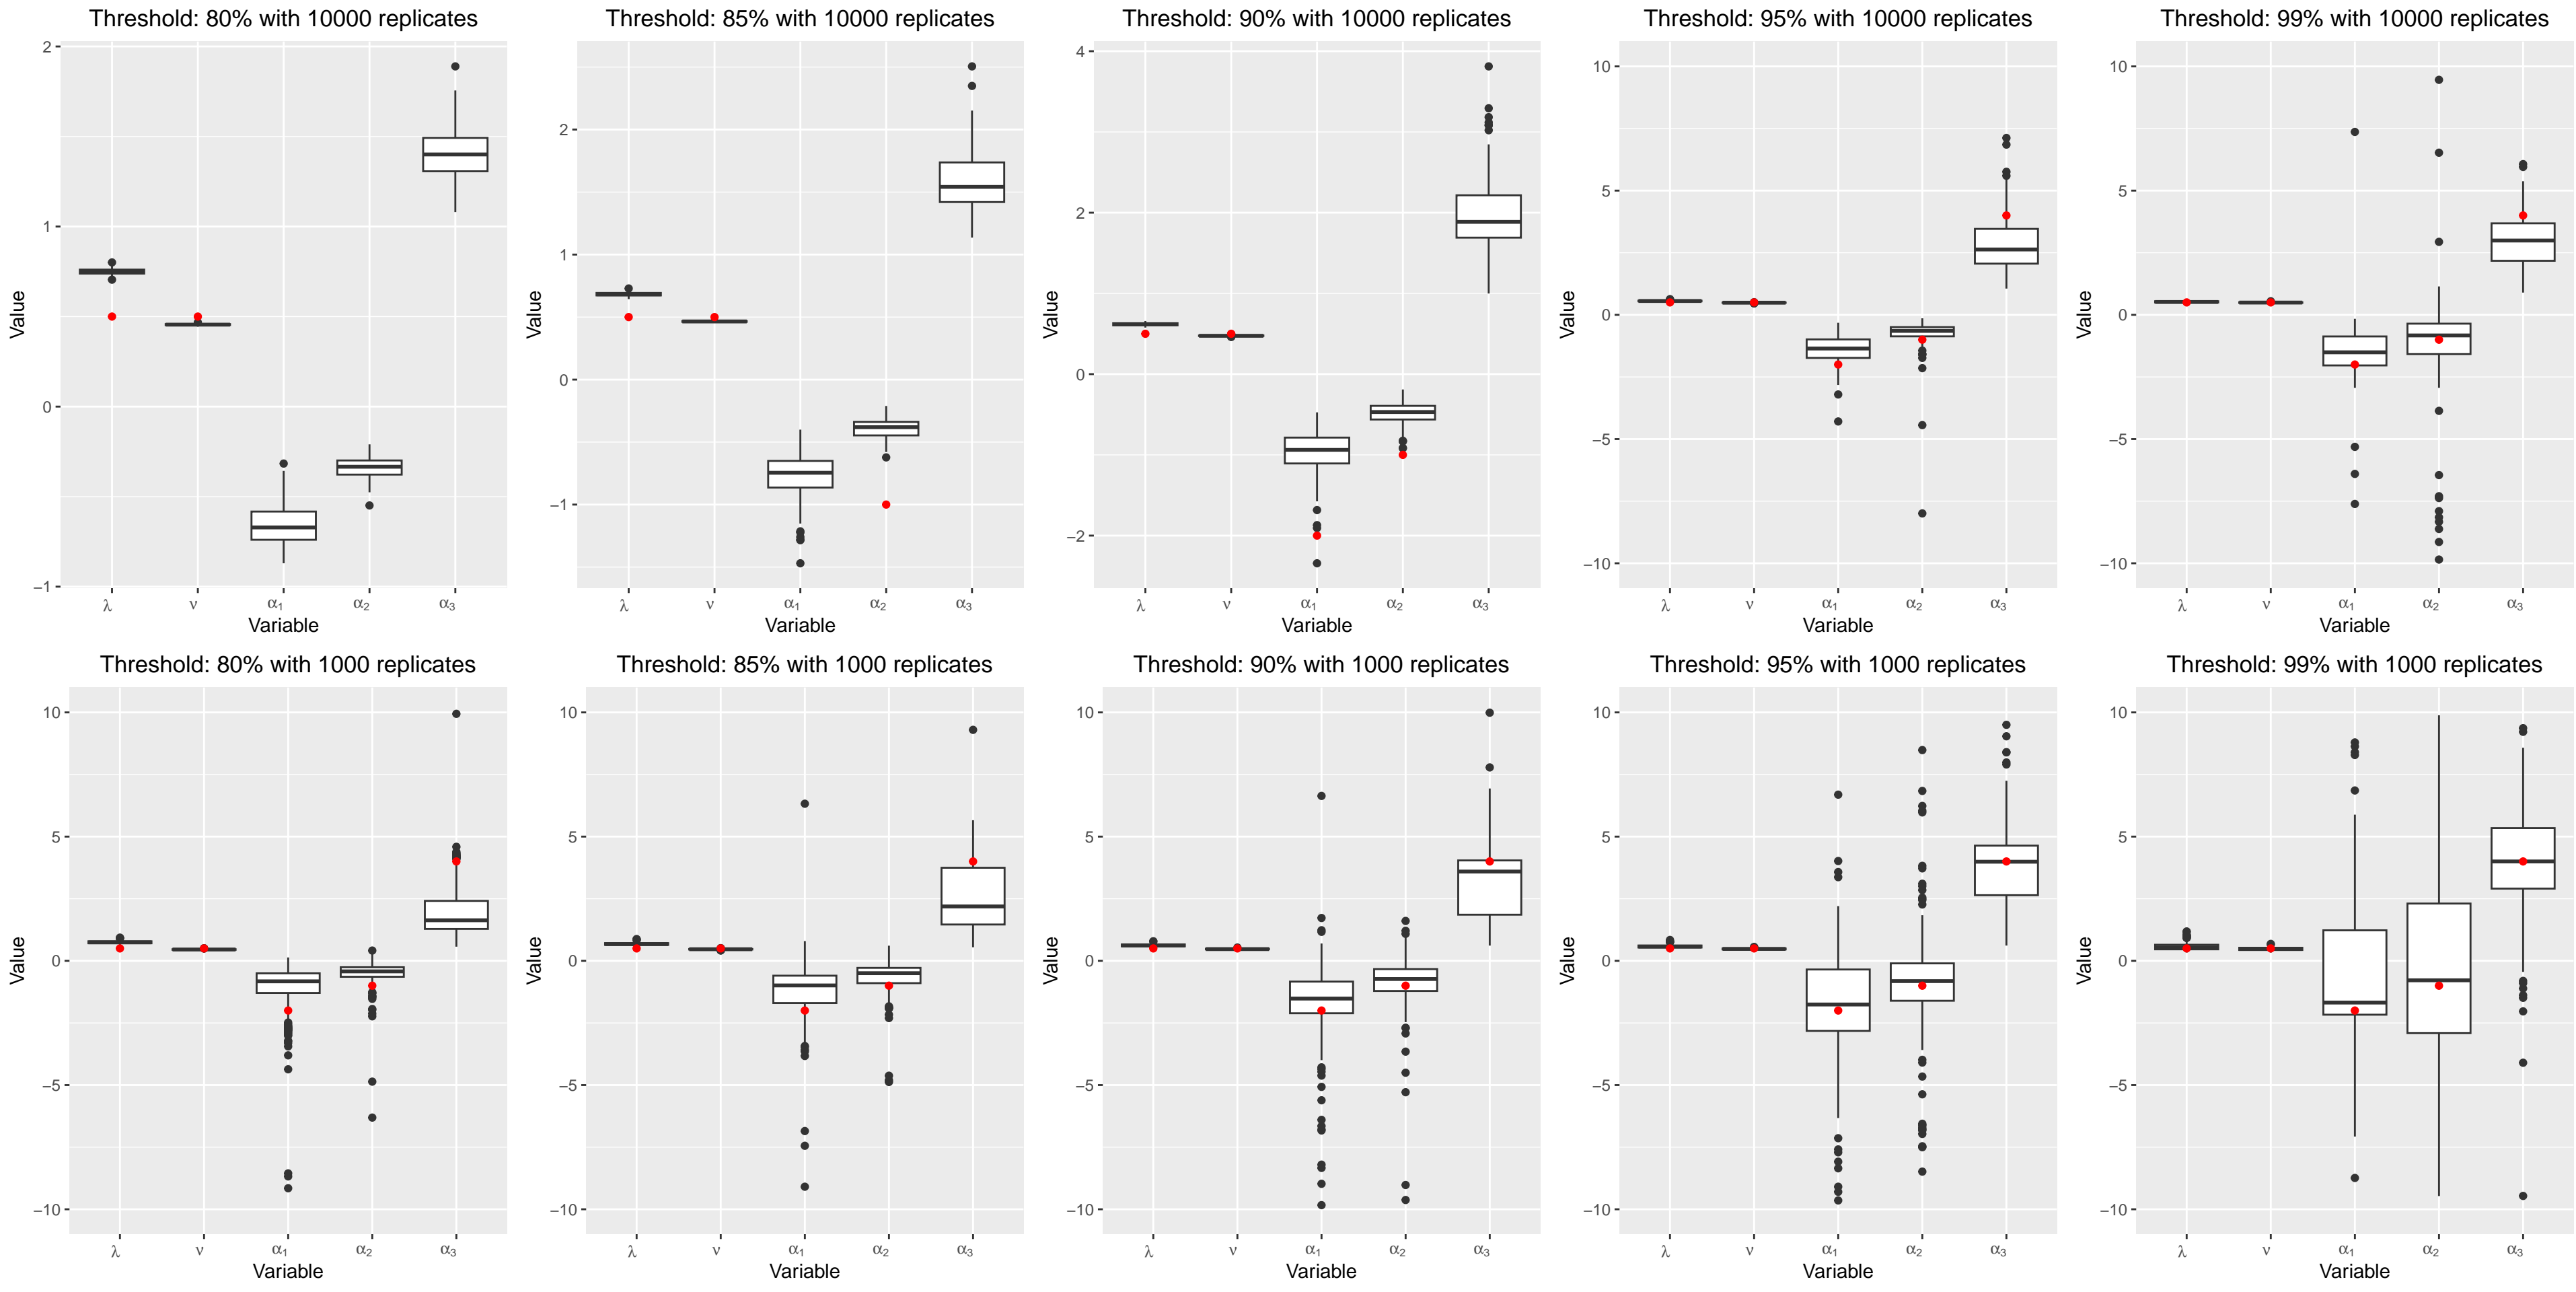 Threshold: 80% with 10000 replicates
Value
2
1
0
−1
λ ν α1 α2 α3
Variable
Threshold: 85% with 10000 replicates
Value
2
1
0
−1
λ ν α1 α2 α3
Variable
Threshold: 90% with 10000 replicates
Value
4
2
0
−2
λ ν α1 α2 α3
Variable
Threshold: 95% with 10000 replicates
Value
10
5
0
−5
−10
λ ν α1 α2 α3
Variable
Threshold: 99% with 10000 replicates
Value
10
5
0
−5
−10
λ ν α1 α2 α3
Variable
Threshold: 80% with 1000 replicates
Value
10
5
0
−5
−10
λ ν α1 α2 α3
Variable
Threshold: 85% with 1000 replicates
Value
10
5
0
−5
−10
λ ν α1 α2 α3
Variable
Threshold: 90% with 1000 replicates
Value
10
5
0
−5
−10
λ ν α1 α2 α3
Variable
Threshold: 95% with 1000 replicates
Value
10
5
0
−5
−10
λ ν α1 α2 α3
Variable
Threshold: 99% with 1000 replicates
Value
10
5
0
−5
−10
λ ν α1 α2 α3
Variable